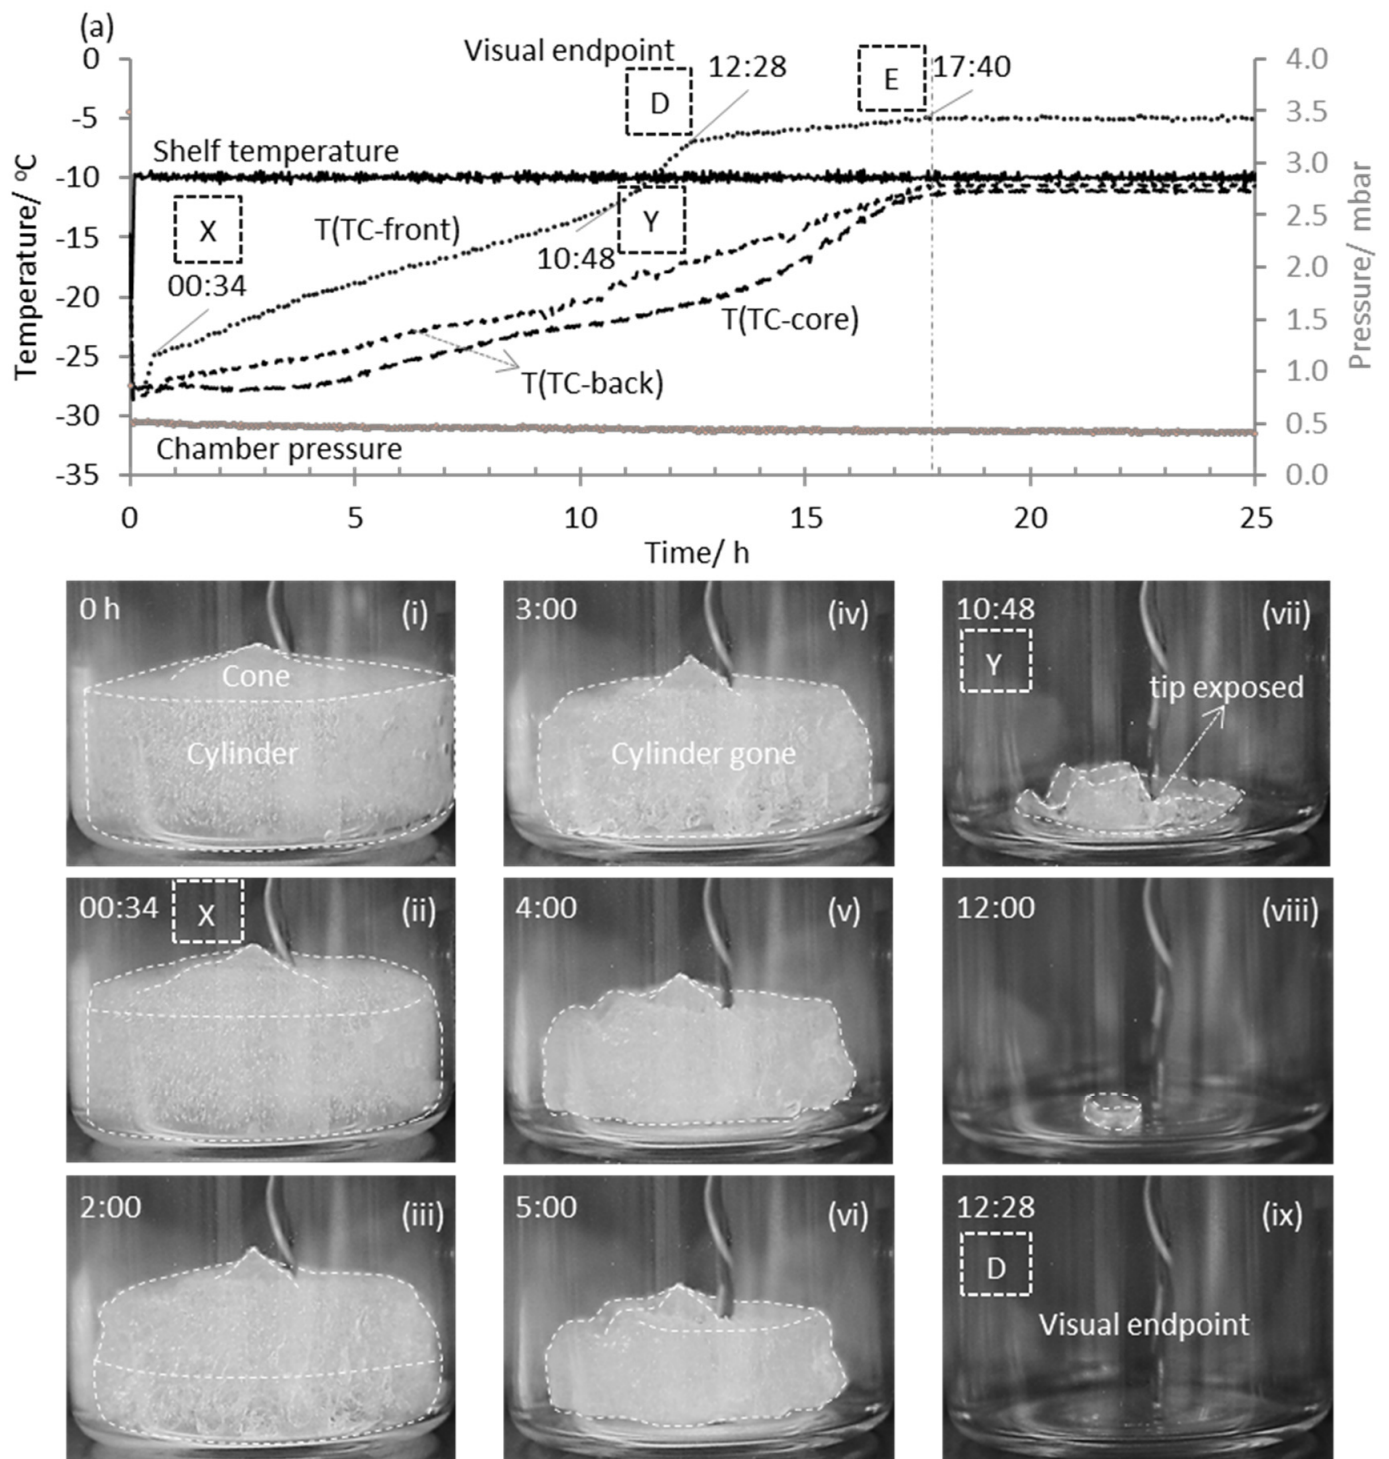 (a)
Visual endpoint
12:28
17:40
D
E
Shelf temperature
X
T(TC-front)
Y
00:34
10:48
T(TC-core)
T(TC-back)
Chamber pressure
Temperature/ °C
0
-5
-10
-15
-20
-25
-30
-35
4.0
3.5
3.0
2.5
2.0
1.5
1.0
0.5
0.0
Pressure/ mbar
0 5 10 15 20 25
Time/ h
0 h (i)
Cone
Cylinder
3:00 (iv)
Cylinder gone
10:48 (vii)
Y
tip exposed
00:34 X (ii)
4:00 (v)
12:00 (viii)
2:00 (iii)
5:00 (vi)
12:28 (ix)
D
Visual endpoint